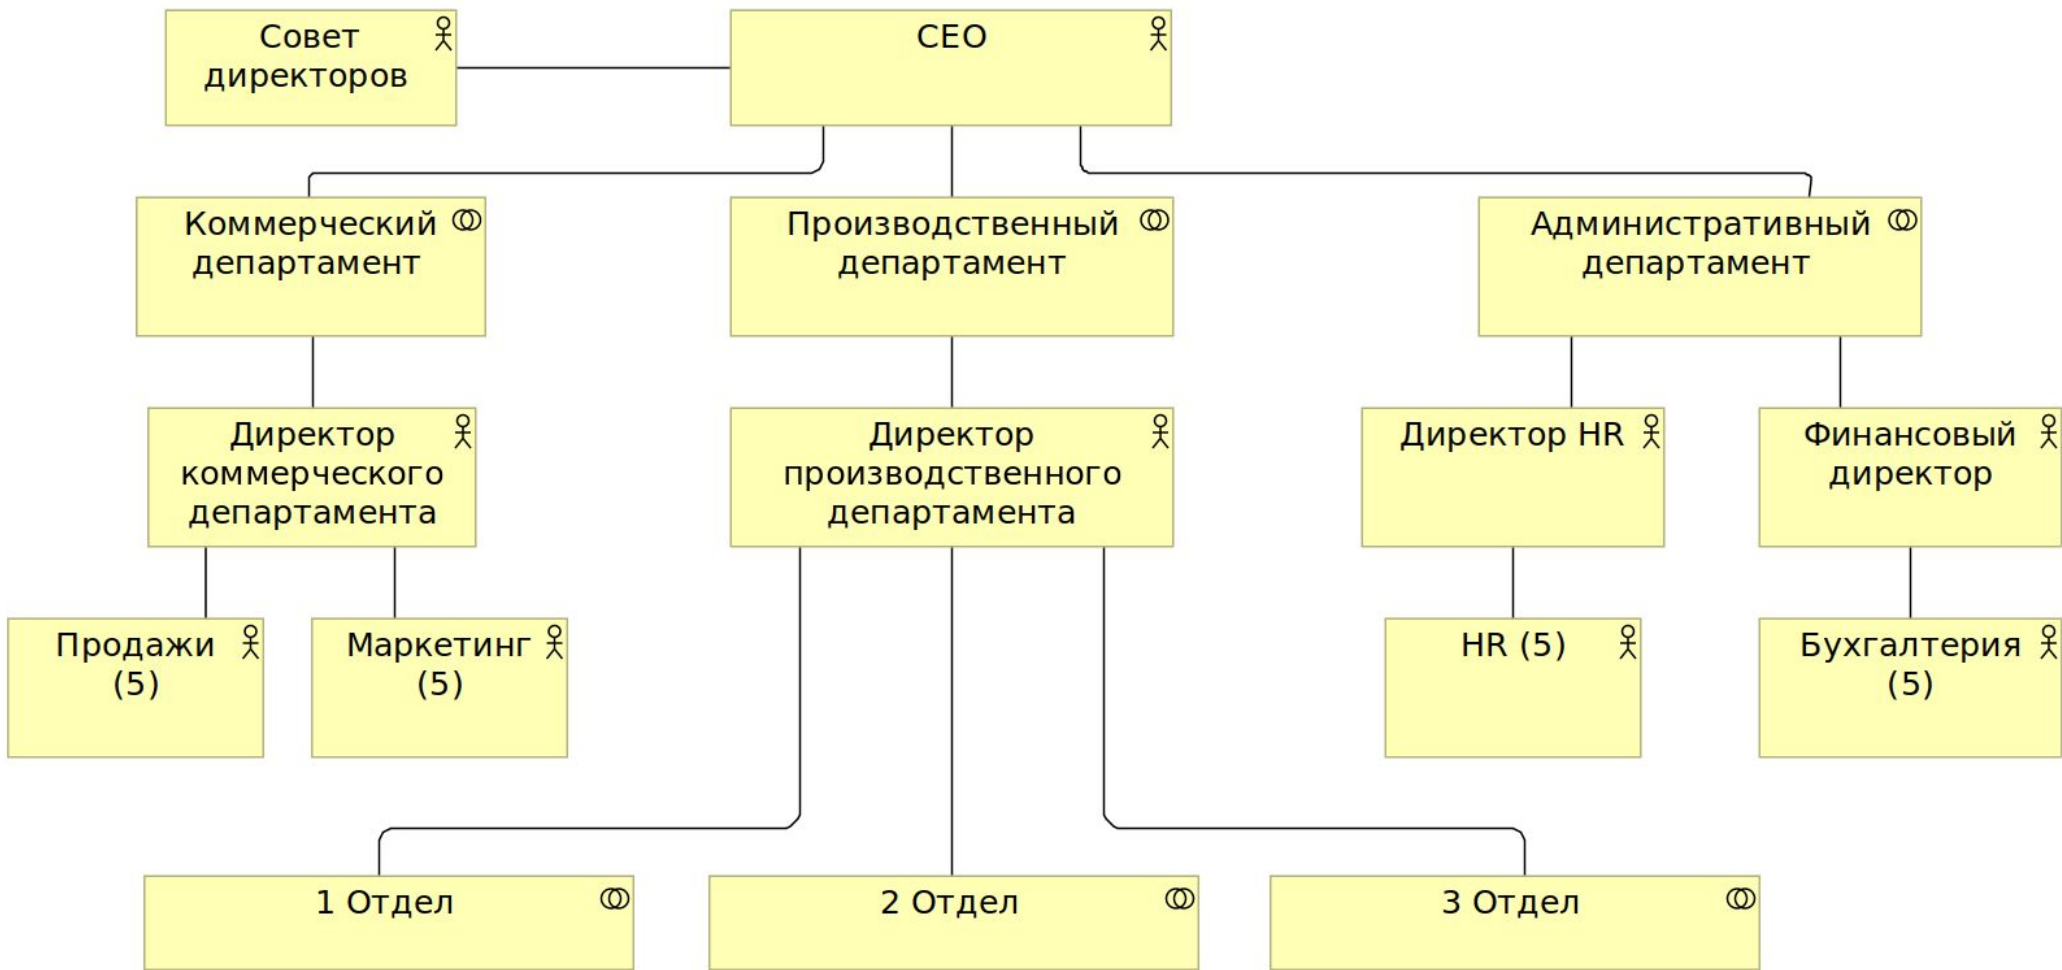 Совет
директоров
CEO
Коммерческий
департамент
Производственный
департамент
Административный
департамент
Директор
коммерческого
департамента
Директор
производственного
департамента
Директор HR
Финансовый
директор
Продажи
(5)
Маркетинг
(5)
HR (5)
Бухгалтерия
(5)
1 Отдел
2 Отдел
3 Отдел